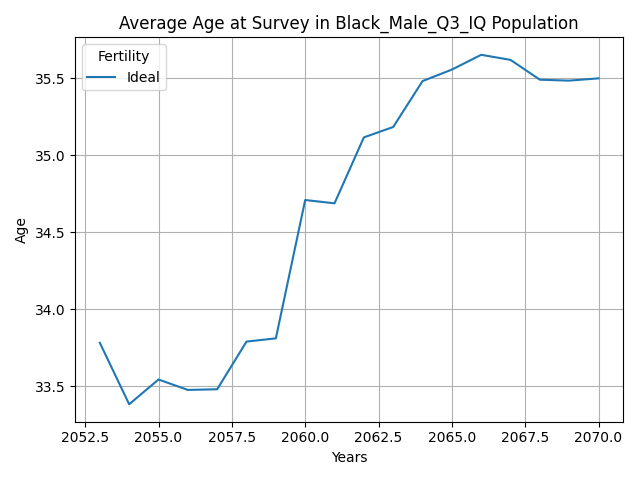 Average Age at Survey in Black_Male_Q3_IQ Population
Fertility
Ideal
Age
35.5
35.0
34.5
34.0
33.5
2052.5 2055.0 2057.5 2060.0 2062.5 2065.0 2067.5 2070.0
Years